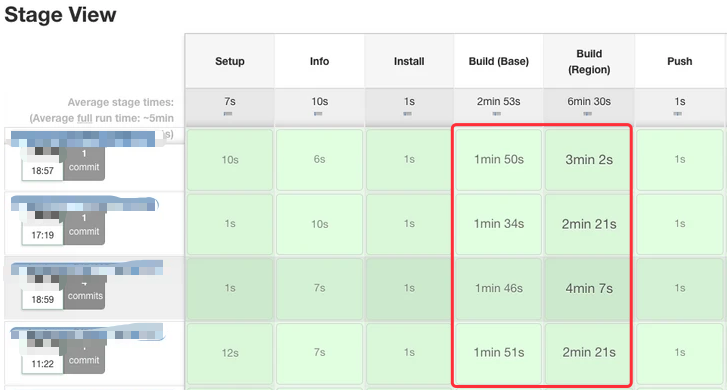 Stage View
Setup Info Install Build (Base) Build
(Region) Push
Average stage times:
(Average full run time: ~5min
s)
7s 10s 1s 2min 53s 6min 30s 1s
1
commit
18:57
10s 6s 1s 1min 50s 3min 2s 1s
1
commit
17:19
1s 10s 1s 1min 34s 2min 21s 1s
commits
18:59
1s 7s 1s 1min 46s 4min 7s 1s
commit
11:22
12s 7s 1s 1min 51s 2min 21s 1s